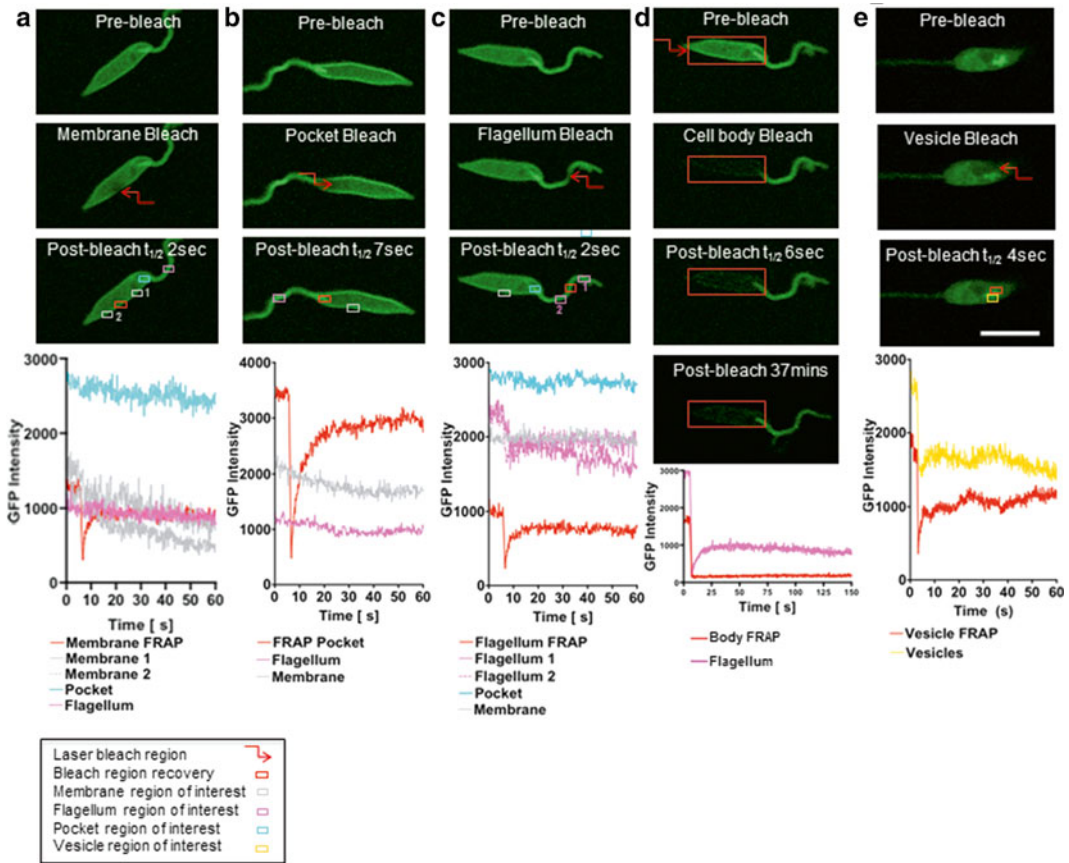 a
Pre-bleach
Membrane Bleach
Post-bleach t1/2 2sec
1
2
3000
2000
1000
0
GFP Intensity
0 10 20 30 40 50 60
Time [ s]
Membrane FRAP
Membrane 1
Membrane 2
Pocket
Flagellum
b
Pre-bleach
Pocket Bleach
Post-bleach t1/2 7sec
4000
3000
2000
1000
0
GFP Intensity
0 10 20 30 40 50 60
Time [ s]
FRAP Pocket
Flagellum
Membrane
c
Pre-bleach
Flagellum Bleach
Post-bleach t1/2 2sec
1
2
3000
2000
1000
0
GFP Intensity
0 10 20 30 40 50 60
Time [ s]
Flagellum FRAP
Flagellum 1
Flagellum 2
Pocket
Membrane
d
Pre-bleach
Cell body Bleach
Post-bleach t1/2 6sec
Post-bleach 37mins
3000
2000
1000
0
GFP Intensity
0 25 50 75 100 125 150
Time [ s]
Body FRAP
Flagellum
e
Pre-bleach
Vesicle Bleach
Post-bleach t1/2 4sec
3000
2000
1000
0
GFP Intensity
0 10 20 30 40 50 60
Time (s)
Vesicle FRAP
Vesicles
Laser bleach region
Bleach region recovery
Membrane region of interest
Flagellum region of interest
Pocket region of interest
Vesicle region of interest